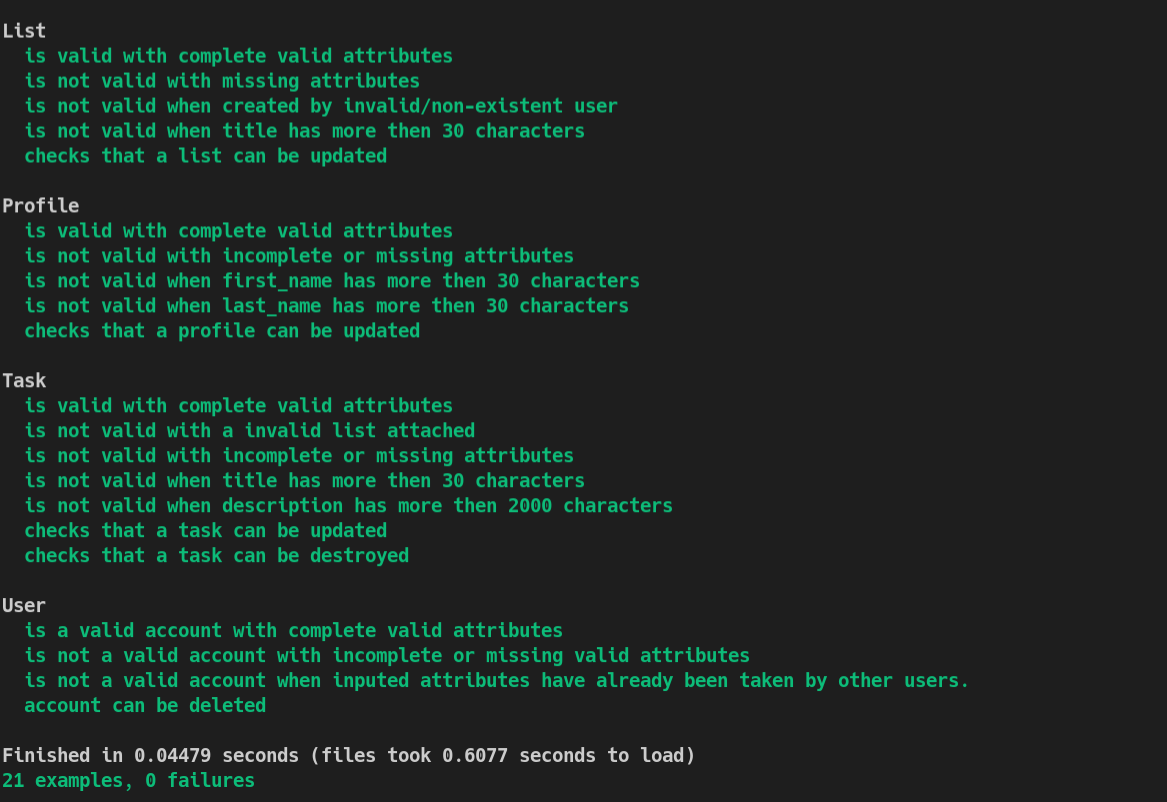 List
is valid with complete valid attributes
is not valid with missing attributes
is not valid when created by invalid/non-existent user
is not valid when title has more then 30 characters
checks that a list can be updated
Profile
is valid with complete valid attributes
is not valid with incomplete or missing attributes
is not valid when first_name has more then 30 characters
is not valid when last_name has more then 30 characters
checks that a profile can be updated
Task
is valid with complete valid attributes
is not valid with a invalid list attached
is not valid with incomplete or missing attributes
is not valid when title has more then 30 characters
is not valid when description has more then 2000 characters
checks that a task can be updated
checks that a task can be destroyed
User
is a valid account with complete valid attributes
is not a valid account with incomplete or missing valid attributes
is not a valid account when inputed attributes have already been taken by other users.
account can be deleted
Finished in 0.04479 seconds (files took 0.6077 seconds to load)
21 examples, 0 failures